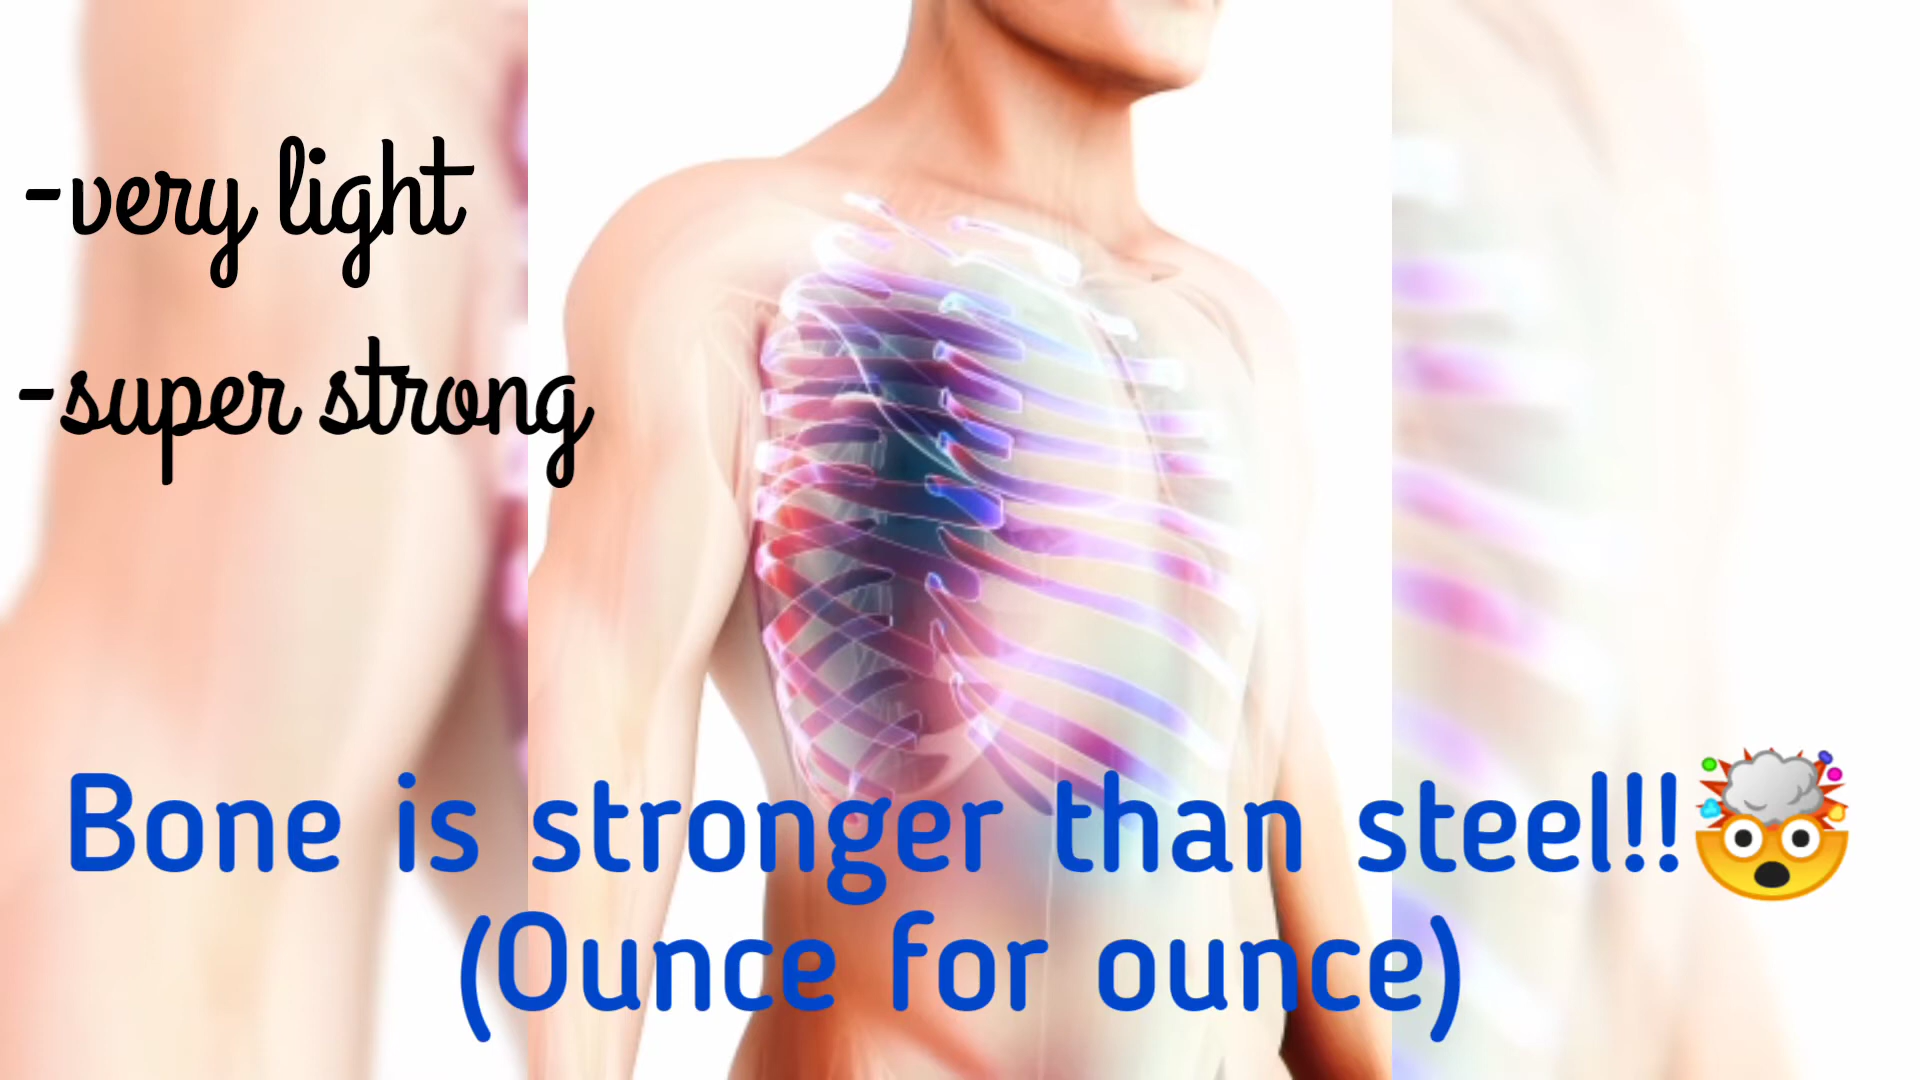 -very light
-super strong
Bone is stronger than steel!!🤯
(Ounce for ounce)